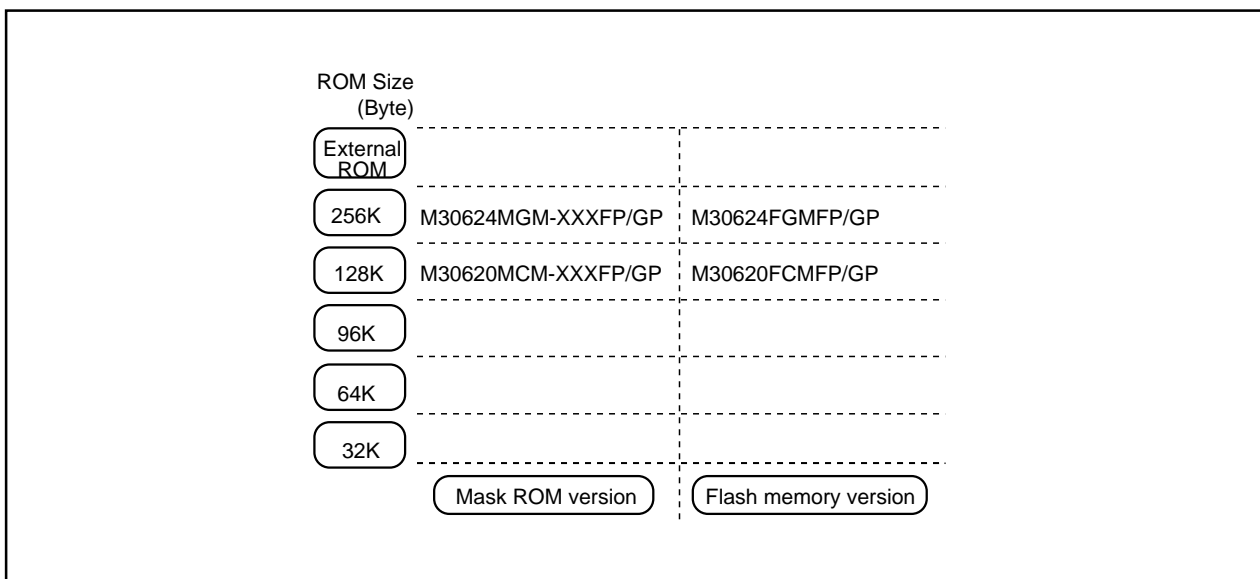 ROM Size
(Byte)
External
ROM
256K M30624MGM-XXXFP/GP M30624FGMFP/GP
128K M30620MCM-XXXFP/GP M30620FCMFP/GP
96K
64K
32K
Mask ROM version Flash memory version